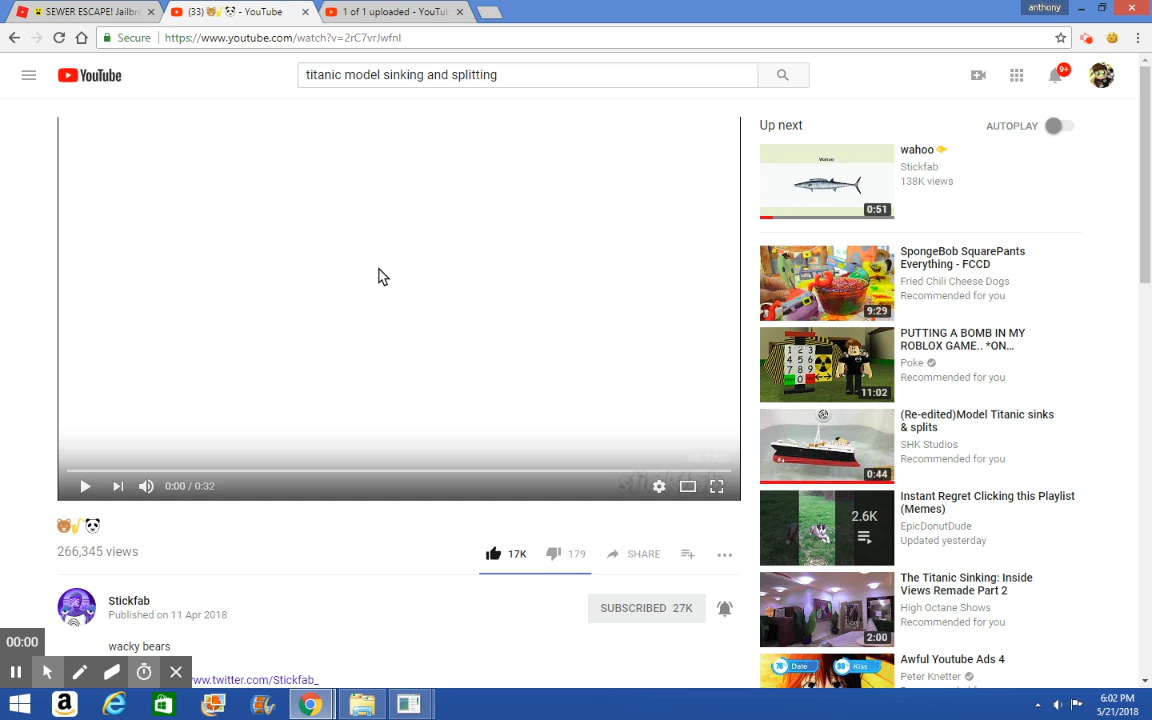 SEWER ESCAPE! Jailbre
(33) 🐻🎷🐼 - YouTube
1 of 1 uploaded - YouTub
anthony
Secure
https://www.youtube.com/watch?v=2rC7vrJwfnI
YouTube
titanic model sinking and splitting
9+
Up next
AUTOPLAY
Wahoo
0:51
wahoo👈
Stickfab
138K views
9:29
SpongeBob SquarePants
Everything - FCCD
Fried Chili Cheese Dogs
Recommended for you
11:02
PUTTING A BOMB IN MY
ROBLOX GAME.. *ON...
Poke
Recommended for you
0:44
(Re-edited)Model Titanic sinks
& splits
SHK Studios
Recommended for you
2.6K
Instant Regret Clicking this Playlist
(Memes)
EpicDonutDude
Updated yesterday
2:00
The Titanic Sinking: Inside
Views Remade Part 2
High Octane Shows
Recommended for you
Date
Kiss
Awful Youtube Ads 4
Peter Knetter
0:00 / 0:32
🐻🎷🐼
266,345 views
17K
179
SHARE
Stickfab
Published on 11 Apr 2018
SUBSCRIBED 27K
wacky bears
www.twitter.com/Stickfab_
00:00
6:02 PM
5/21/2018